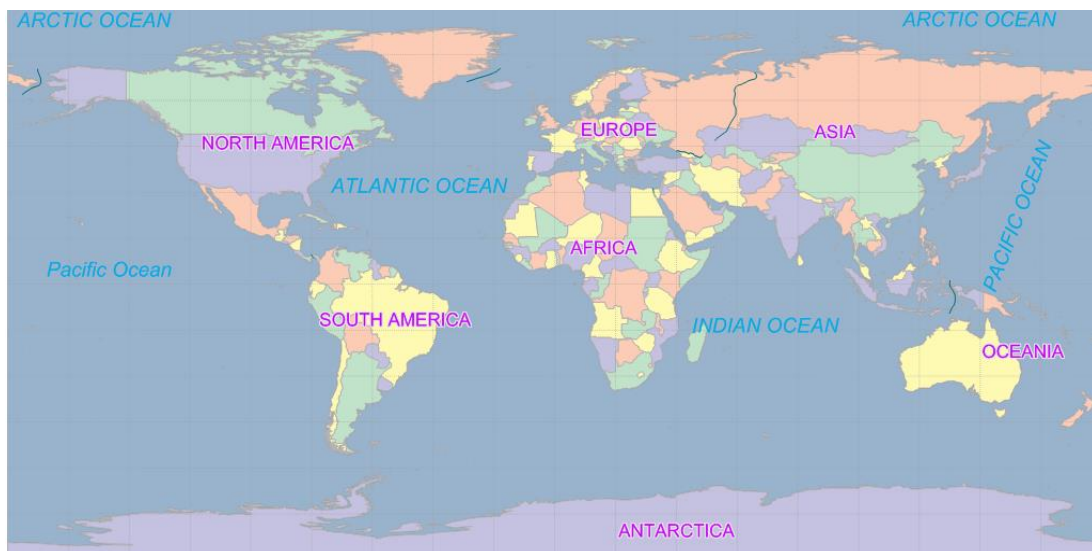 ARCTIC OCEAN
ARCTIC OCEAN
NORTH AMERICA
EUROPE
ASIA
ATLANTIC OCEAN
PACIFIC OCEAN
AFRICA
Pacific Ocean
SOUTH AMERICA
INDIAN OCEAN
OCEANIA
ANTARCTICA